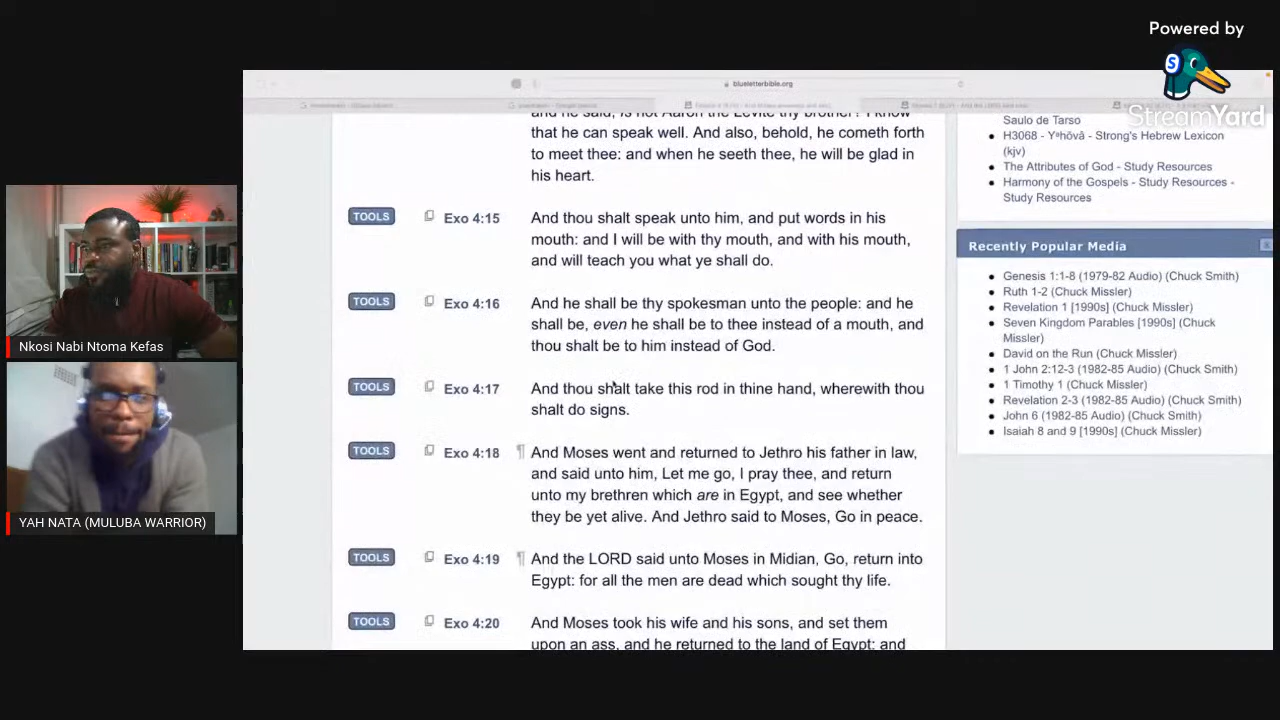 Powered by
StreamYard
blueletterbible.org
and he said, Is not Aaron the Levite thy brother? I know
that he can speak well. And also, behold, he cometh forth
to meet thee: and when he seeth thee, he will be glad in
his heart.
TOOLS Exo 4:15 And thou shalt speak unto him, and put words in his
mouth: and I will be with thy mouth, and with his mouth,
and will teach you what ye shall do.
TOOLS Exo 4:16 And he shall be thy spokesman unto the people: and he
shall be, even he shall be to thee instead of a mouth, and
thou shalt be to him instead of God.
TOOLS Exo 4:17 And thou shalt take this rod in thine hand, wherewith thou
shalt do signs.
TOOLS Exo 4:18 ¶ And Moses went and returned to Jethro his father in law,
and said unto him, Let me go, I pray thee, and return
unto my brethren which are in Egypt, and see whether
they be yet alive. And Jethro said to Moses, Go in peace.
TOOLS Exo 4:19 ¶ And the LORD said unto Moses in Midian, Go, return into
Egypt: for all the men are dead which sought thy life.
TOOLS Exo 4:20 And Moses took his wife and his sons, and set them
upon an ass, and he returned to the land of Egypt: and
Saulo de Tarso
H3068 - Yᵉhōvâ - Strong's Hebrew Lexicon
(kjv)
The Attributes of God - Study Resources
Harmony of the Gospels - Study Resources -
Study Resources
Recently Popular Media
Genesis 1:1-8 (1979-82 Audio) (Chuck Smith)
Ruth 1-2 (Chuck Missler)
Revelation 1 [1990s] (Chuck Missler)
Seven Kingdom Parables [1990s] (Chuck
Missler)
David on the Run (Chuck Missler)
1 John 2:12-3 (1982-85 Audio) (Chuck Smith)
1 Timothy 1 (Chuck Missler)
Revelation 2-3 (1982-85 Audio) (Chuck Smith)
John 6 (1982-85 Audio) (Chuck Smith)
Isaiah 8 and 9 [1990s] (Chuck Missler)
Nkosi Nabi Ntoma Kefas
YAH NATA (MULUBA WARRIOR)